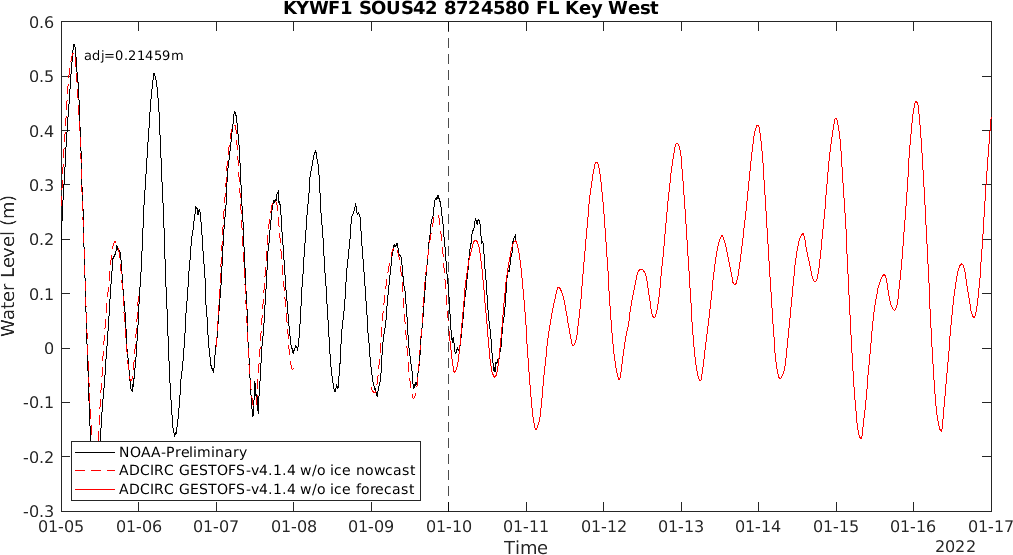 KYWF1 SOUS42 8724580 FL Key West
adj=0.21459m
0.6
0.5
0.4
0.3
0.2
0.1
0
-0.1
-0.2
-0.3
Water Level (m)
NOAA-Preliminary
ADCIRC GESTOFS-v4.1.4 w/o ice nowcast
ADCIRC GESTOFS-v4.1.4 w/o ice forecast
01-05 01-06 01-07 01-08 01-09 01-10 01-11 01-12 01-13 01-14 01-15 01-16 01-17
Time
2022